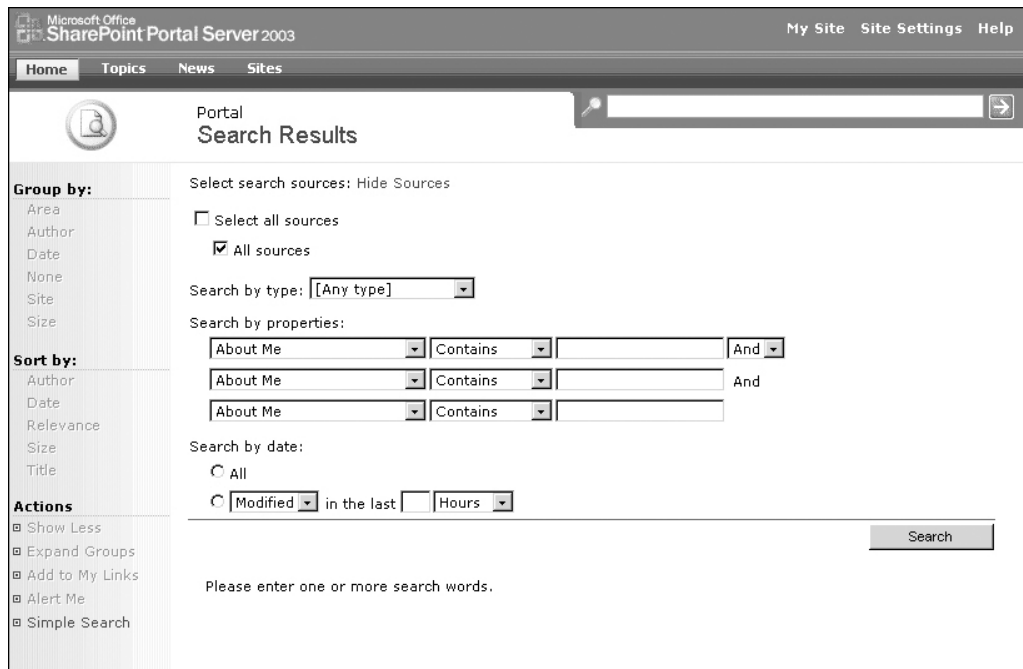 Microsoft Office
SharePoint Portal Server 2003
My Site Site Settings Help
Home Topics News Sites
Portal
Search Results
Group by:
Area
Author
Date
None
Site
Size
Sort by:
Author
Date
Relevance
Size
Title
Actions
Show Less
Expand Groups
Add to My Links
Alert Me
Simple Search
Select search sources: Hide Sources
Select all sources
All sources
Search by type: [Any type]
Search by properties:
About Me Contains And
About Me Contains And
About Me Contains
Search by date:
All
Modified in the last Hours
Search
Please enter one or more search words.